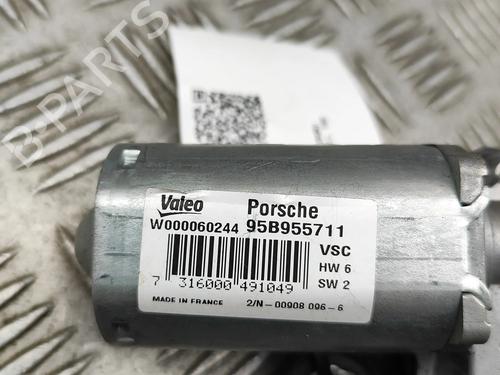 B-PARTS
Valeo Porsche
W000060244 95B955711
VSC
HW 6
SW 2
7 316000 491049
MADE IN FRANCE 2/N-00908 096-6